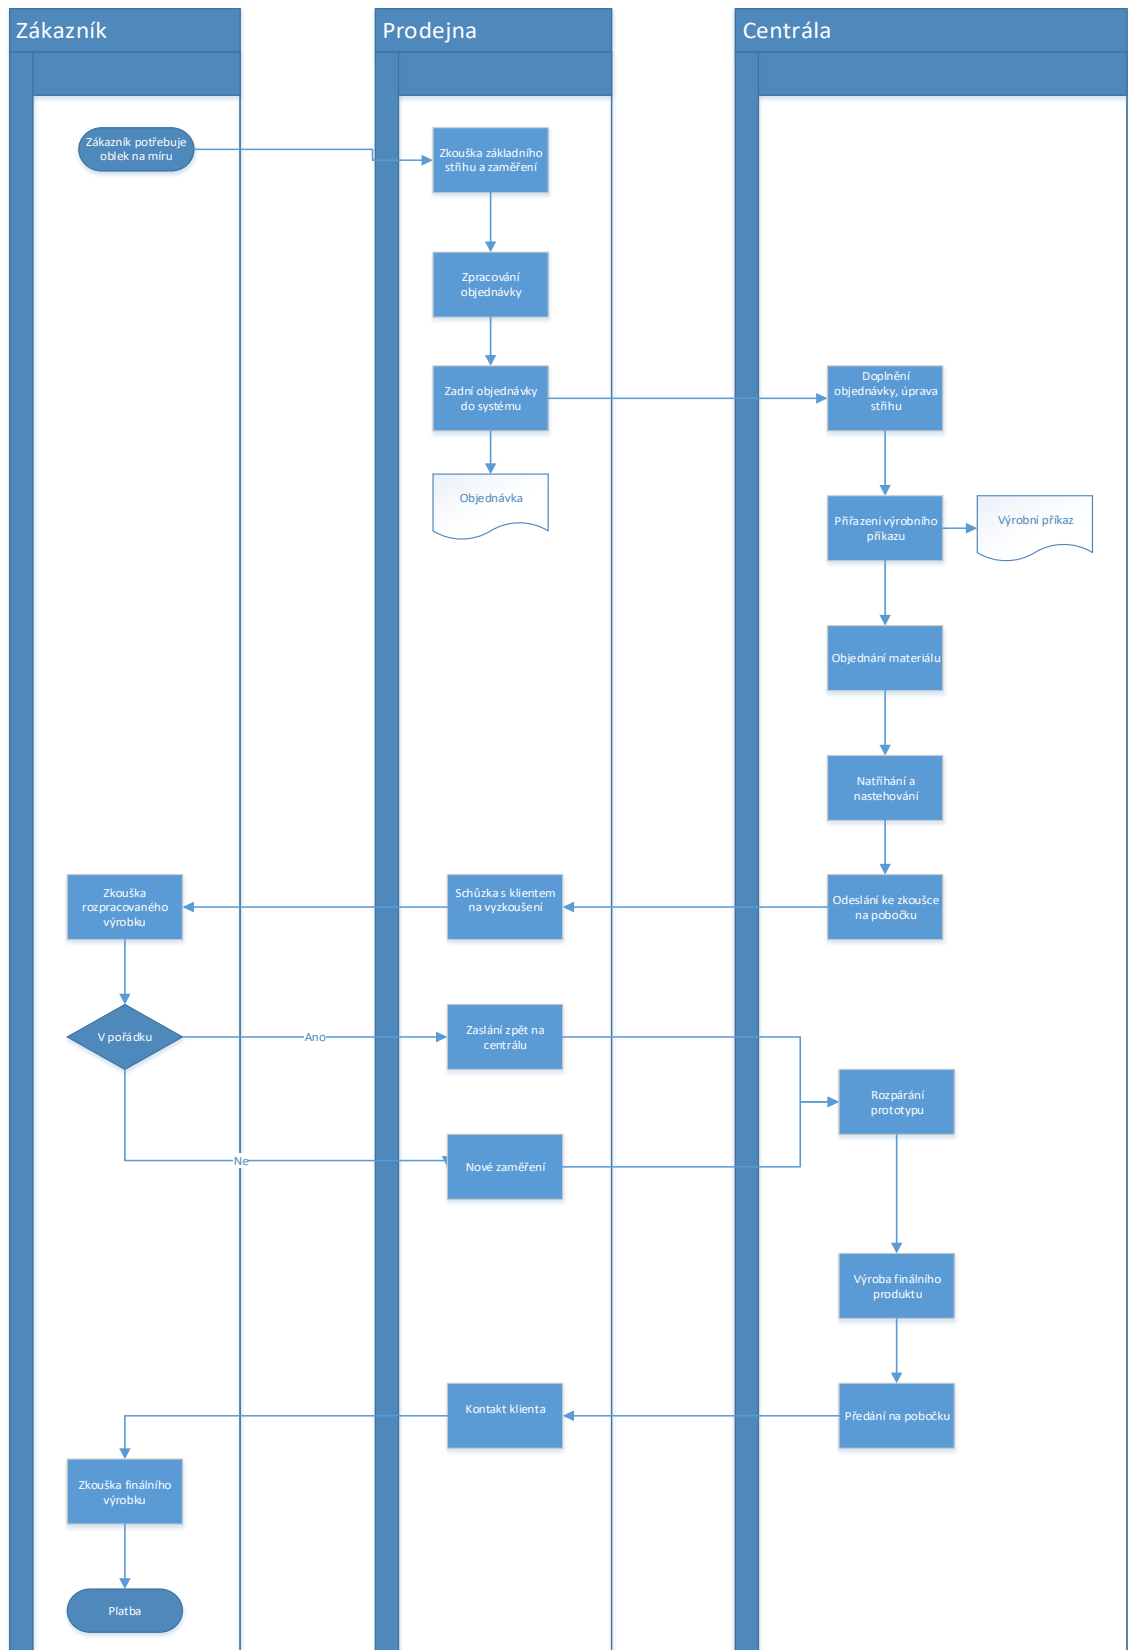 Zákazník
Prodejna
Centrála
Zákazník potřebuje
oblek na míru
Zkouška základního
střihu a zaměření
Zpracování
objednávky
Zadní objednávky
do systému
Doplnění
objednávky, úprava
střihu
Objednávka
Přiřazení výrobního
příkazu
Výrobní příkaz
Objednání materiálu
Natříhání a
nastehování
Zkouška
rozpracovaného
výrobku
Schůzka s klientem
na vyzkoušení
Odeslání ke zkoušce
na pobočku
V pořádku
Ano
Zaslání zpět na
centrálu
Rozpárání
prototypu
Ne
Nové zaměření
Výroba finálního
produktu
Kontakt klienta
Předání na pobočku
Zkouška finálního
výrobku
Platba